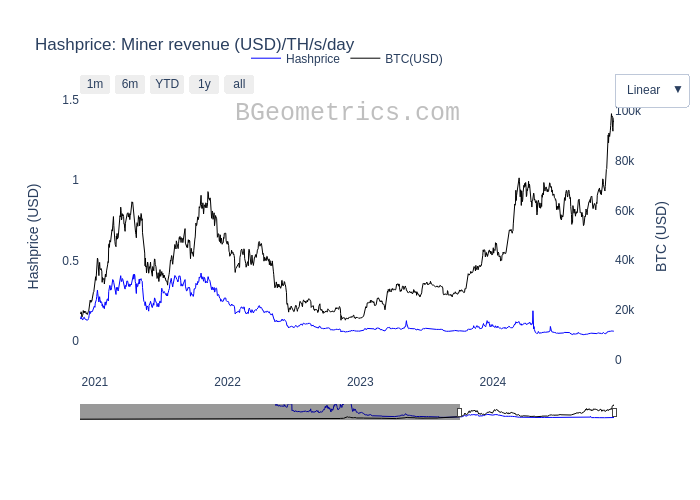 Hashprice: Miner revenue (USD)/TH/s/day
Hashprice BTC(USD)
1m 6m YTD 1y all
Linear ▼
BGeometrics.com
1.5
1
0.5
0
Hashprice (USD)
100k
80k
60k
40k
20k
0
BTC (USD)
2021 2022 2023 2024